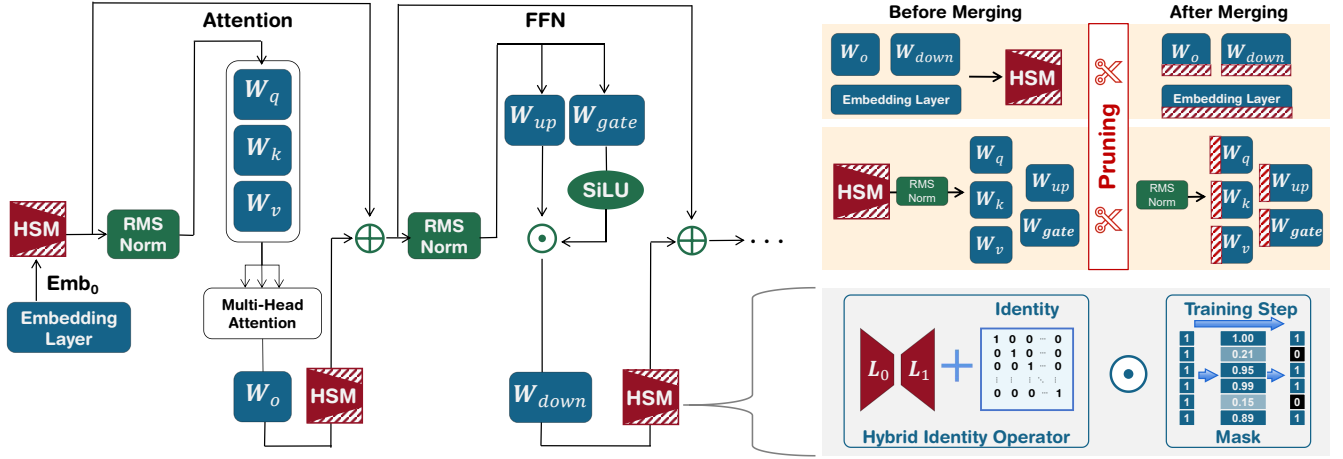 Attention
W_q
W_k
W_v
HSM
RMS
Norm
Emb₀
Embedding
Layer
Multi-Head
Attention
W_o
HSM
FFN
W_up
W_gate
SiLU
RMS
Norm
W_down
HSM
...
Before Merging
W_o
W_down
HSM
Embedding Layer
HSM
RMS
Norm
W_q
W_k
W_v
W_up
W_gate
Pruning
After Merging
W_o
W_down
Embedding Layer
RMS
Norm
W_q
W_k
W_v
W_up
W_gate
L_0
L_1
+
Identity
1 0 0 ··· 0
0 1 0 ··· 0
0 0 1 ··· 0
⋮ ⋮ ⋮ ⋱ ⋮
0 0 0 ··· 1
Hybrid Identity Operator
Training Step
1 1.00 1
1 0.21 0
1 0.95 1
1 0.99 1
1 0.15 0
1 0.89 1
Mask